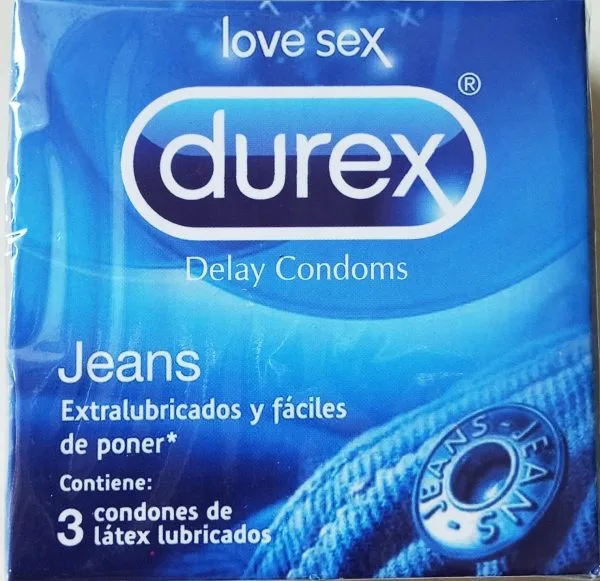 love sex
durex®
Delay Condoms
Jeans
Extralubricados y fáciles
de poner*
Contiene:
3 condones de
látex lubricados
JEANS-JEANS